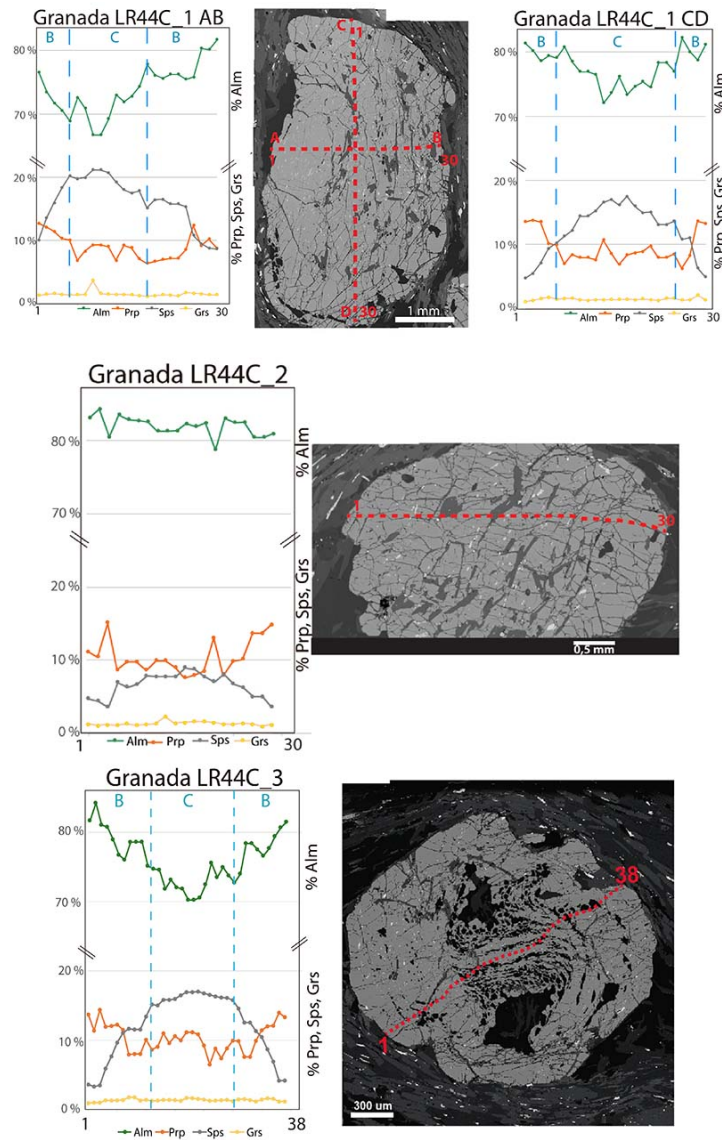 Granada LR44C_1 AB
B C B
80 %
70 %
20 %
10 %
0 %
% Alm
% Prp, Sps, Grs
1 30
Alm Prp Sps Grs
C
1
A
1
B
30
D 30
1 mm
Granada LR44C_1 CD
B C B
80 %
70 %
20 %
10 %
0 %
% Alm
% Prp, Sps, Grs
1 30
Alm Prp Sps Grs
Granada LR44C_2
80 %
70 %
20 %
10 %
0 %
% Alm
% Prp, Sps, Grs
1 30
Alm Prp Sps Grs
1
30
0,5 mm
Granada LR44C_3
B C B
80 %
70 %
20 %
10 %
0 %
% Alm
% Prp, Sps, Grs
1 38
Alm Prp Sps Grs
38
1
300 um